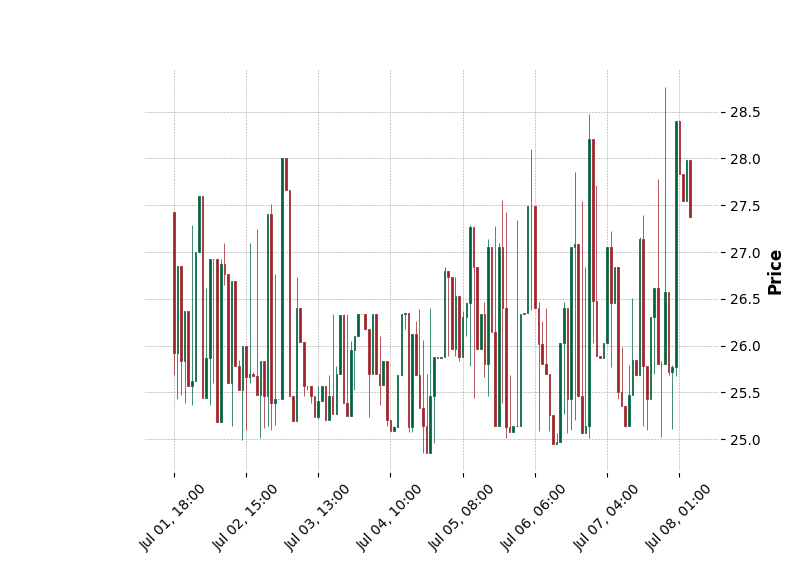 28.5
28.0
27.5
27.0
26.5
26.0
25.5
25.0
Price
Jul 01, 18:00
Jul 02, 15:00
Jul 03, 13:00
Jul 04, 10:00
Jul 05, 08:00
Jul 06, 06:00
Jul 07, 04:00
Jul 08, 01:00